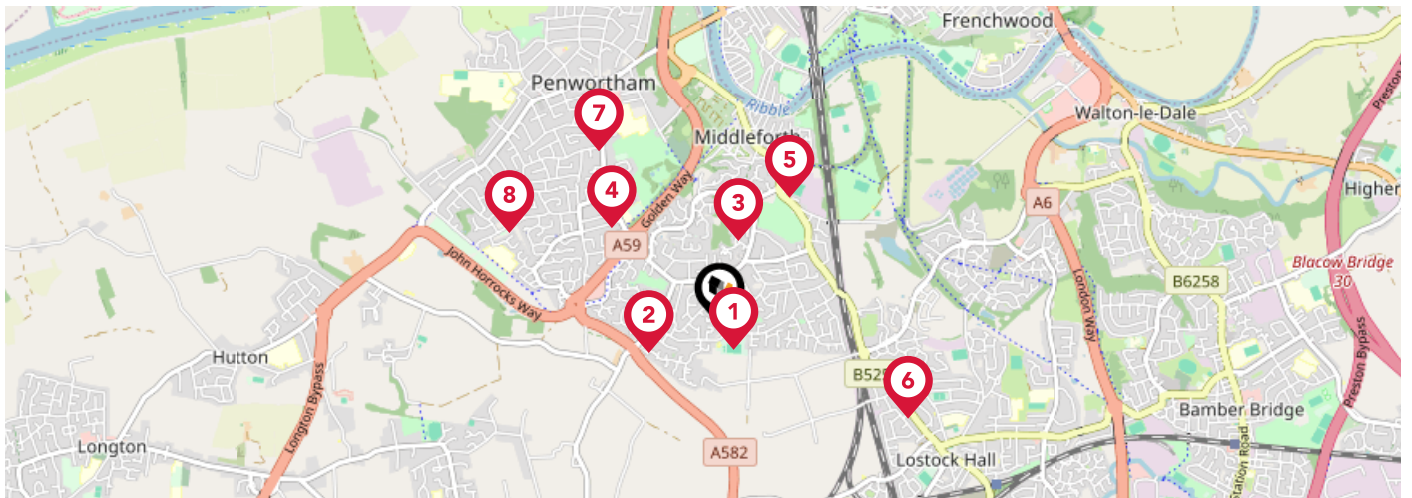 Frenchwood
Penwortham
Ribble
Walton-le-Dale
Preston
7
Middleforth
5
Higher
8
4
Golden Way
3
A6
A59
John Horrocks Way
London Way
B6258
Blacow Bridge
30
2
1
Hutton
Longton Bypass
Preston Bypass
6
Bamber Bridge
Longton
A582
Lostock Hall
Station Road